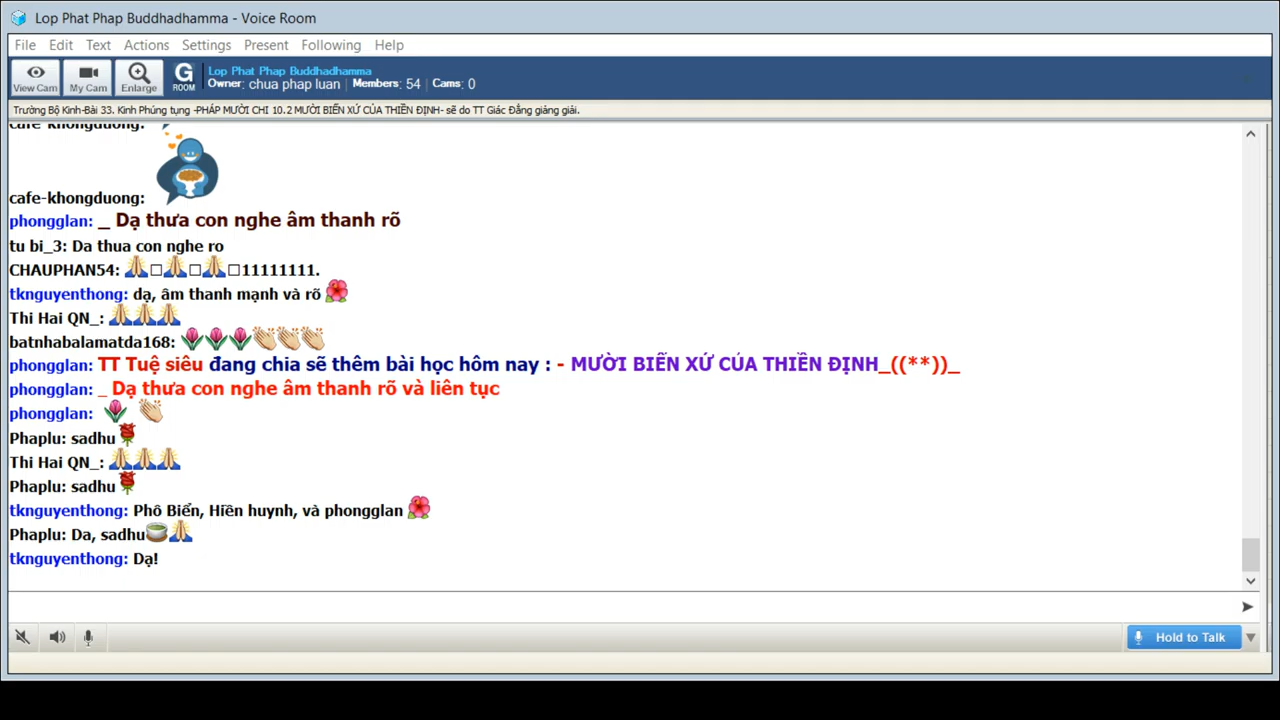 Lop Phat Phap Buddhadhamma - Voice Room
File Edit Text Actions Settings Present Following Help
View Cam My Cam Enlarge G ROOM
Lop Phat Phap Buddhadhamma
Owner: chua phap luan Members: 54 Cams: 0
Trường Bộ Kinh-Bài 33. Kinh Phúng tụng -PHÁP MƯỜI CHI 10.2 MƯỜI BIẾN XỨ CỦA THIỀN ĐỊNH- sẽ do TT Giác Đẳng giảng giải.
cafe-khongduong:
cafe-khongduong:
phongglan: _ Dạ thưa con nghe âm thanh rõ
tu bi_3: Da thua con nghe ro
CHAUPHAN54: 🙏□🙏□🙏□11111111.
tknguyenthong: dạ, âm thanh mạnh và rõ 🌺
Thi Hai QN_: 🙏🙏🙏
batnhabalamatda168: 🌷🌷🌷👏👏👏
phongglan: TT Tuệ siêu đang chia sẽ thêm bài học hôm nay : - MƯỜI BIẾN XỨ CỦA THIỀN ĐỊNH_((**))_
phongglan: _ Dạ thưa con nghe âm thanh rõ và liên tục
phongglan: 🌷 👏
Phaplu: sadhu🌹
Thi Hai QN_: 🙏🙏🙏
Phaplu: sadhu🌹
tknguyenthong: Phô Biển, Hiền huynh, và phongglan 🌺
Phaplu: Da, sadhu🍵🙏
tknguyenthong: Dạ!
Hold to Talk